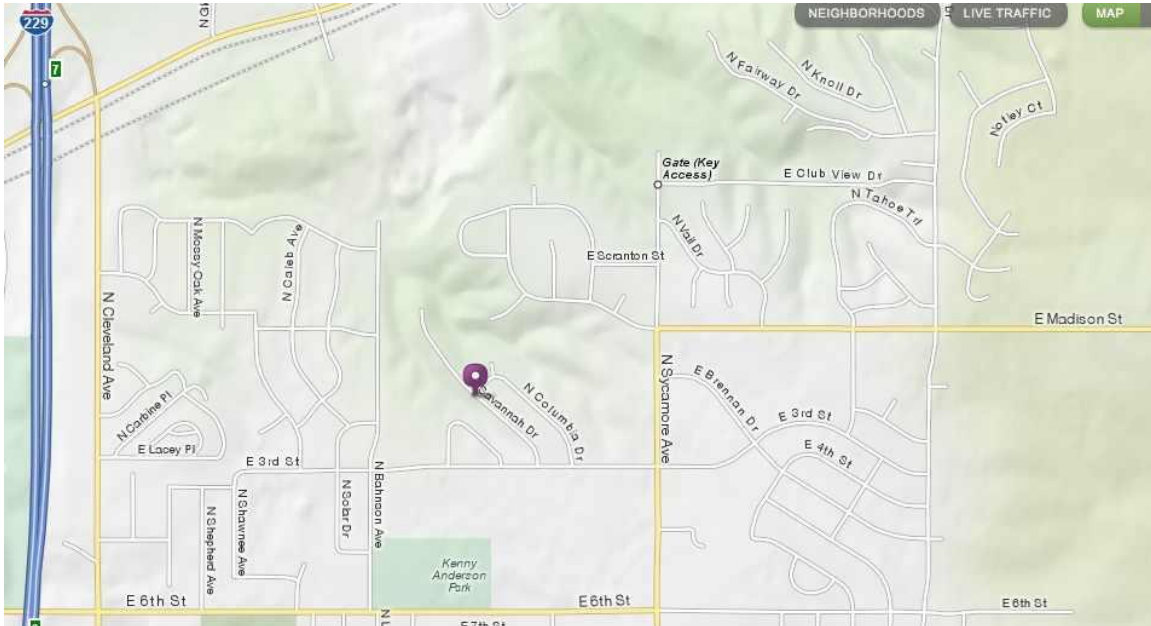 NEIGHBORHOODS
LIVE TRAFFIC
MAP
229
7
N Fairway Dr
N Knoll Dr
Notley Ct
Gate (Key
Access)
E Club View Dr
N Tahoe Trl
N Vail Dr
N Mossy Oak Ave
N Caleb Ave
E Scranton St
N Cleveland Ave
E Madison St
N Sycamore Ave
E Brennan Dr
Savannah Dr
N Columbia Dr
N Carbine Pl
E Lacey Pl
E 3rd St
E 3rd St
E 4th St
N Bahnson Ave
N Solar Dr
N Shawnee Ave
N Shepherd Ave
Kenny
Anderson
Park
E 6th St
E 6th St
E 6th St
E 7th St